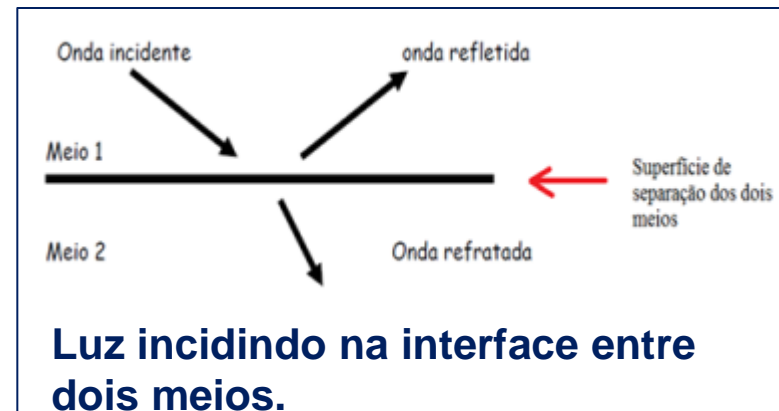 Onda incidente
onda refletida
Meio 1
Superfície de
separação dos dois
meios
Meio 2
Onda refratada
Luz incidindo na interface entre
dois meios.